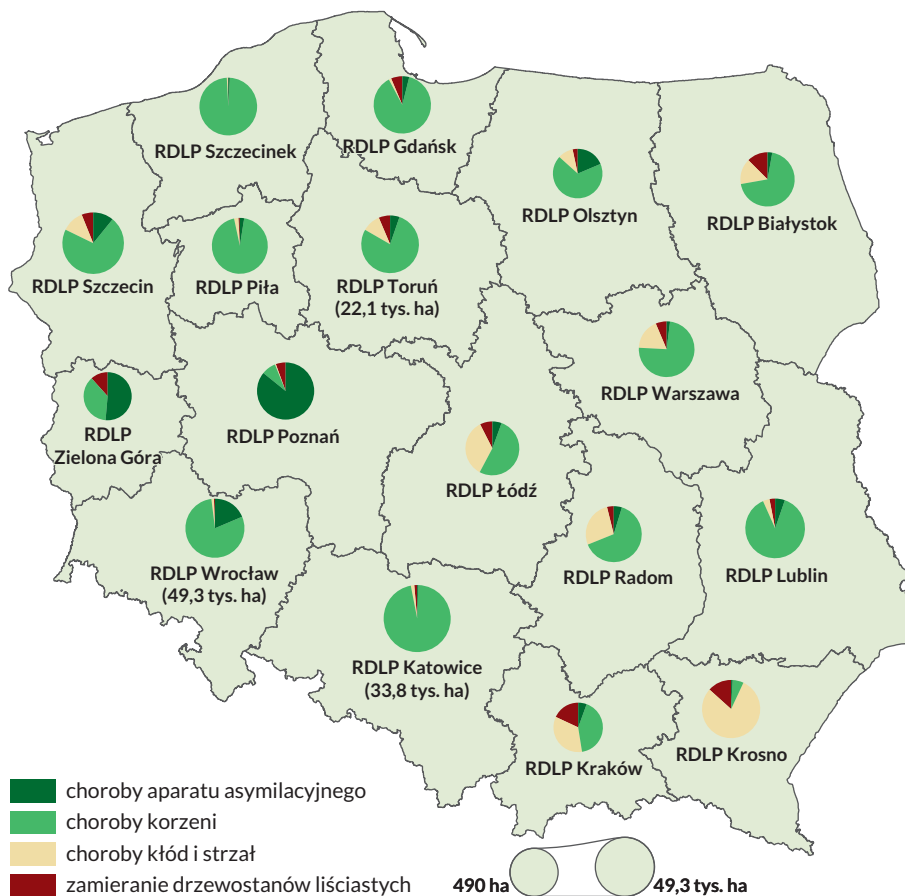 RDLP Szczecinek
RDLP Gdańsk
RDLP Olsztyn
RDLP Białystok
RDLP Szczecin
RDLP Piła
RDLP Toruń
(22,1 tys. ha)
RDLP Warszawa
RDLP
Zielona Góra
RDLP Poznań
RDLP Łódź
RDLP Wrocław
(49,3 tys. ha)
RDLP Radom
RDLP Lublin
RDLP Katowice
(33,8 tys. ha)
RDLP Kraków
RDLP Krosno
choroby aparatu asymilacyjnego
choroby korzeni
choroby kłód i strzał
zamieranie drzewostanów liściastych
490 ha
49,3 tys. ha